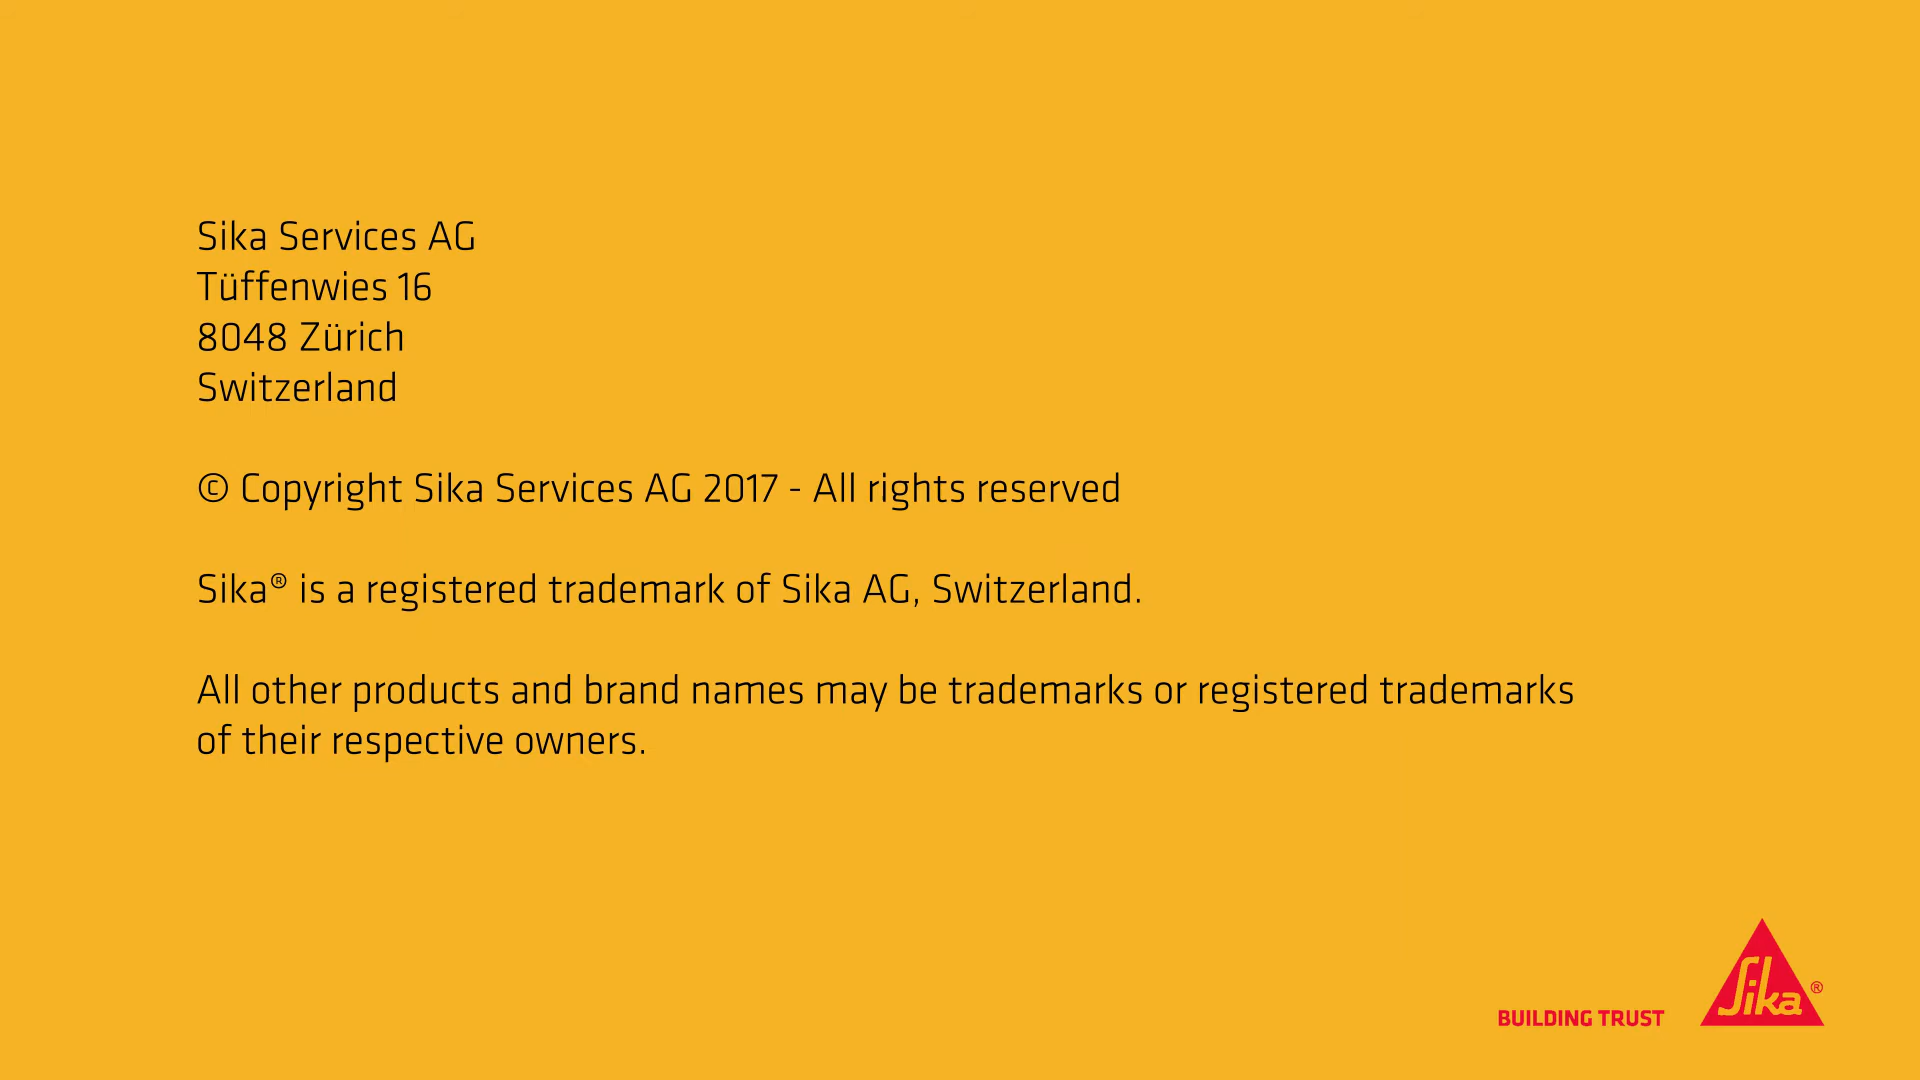 Sika Services AG
Tüffenwies 16
8048 Zürich
Switzerland
© Copyright Sika Services AG 2017 - All rights reserved
Sika® is a registered trademark of Sika AG, Switzerland.
All other products and brand names may be trademarks or registered trademarks
of their respective owners.
BUILDING TRUST
Sika®